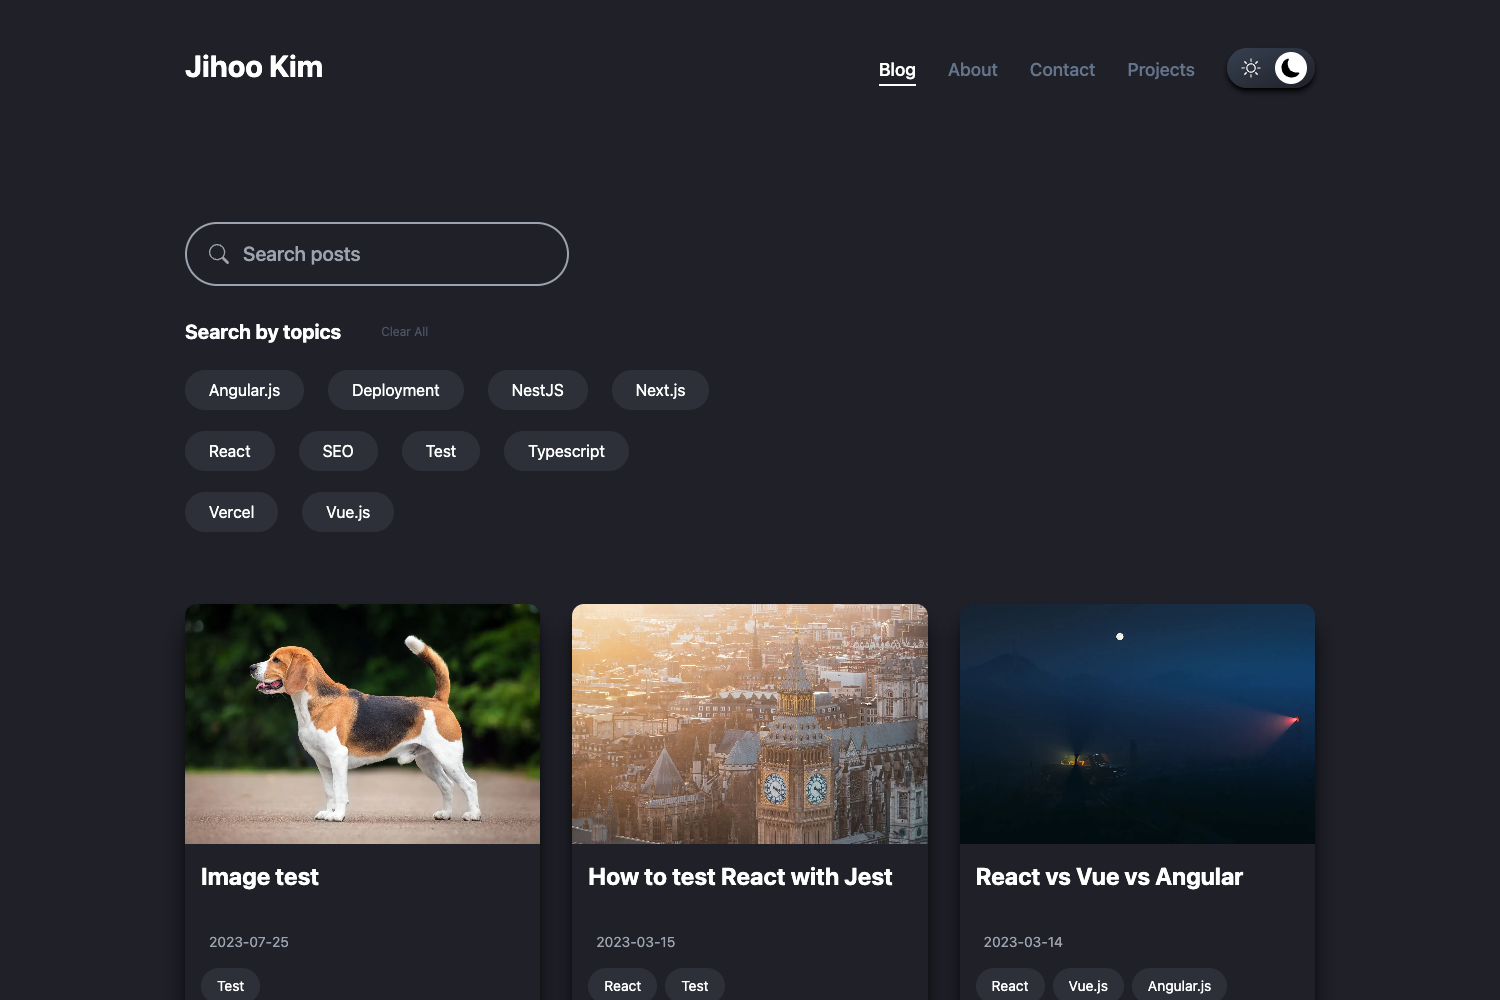 Jihoo Kim
Blog About Contact Projects
Search posts
Search by topics Clear All
Angular.js Deployment NestJS Next.js
React SEO Test Typescript
Vercel Vue.js
Image test
2023-07-25
Test
How to test React with Jest
2023-03-15
React Test
React vs Vue vs Angular
2023-03-14
React Vue.js Angular.js